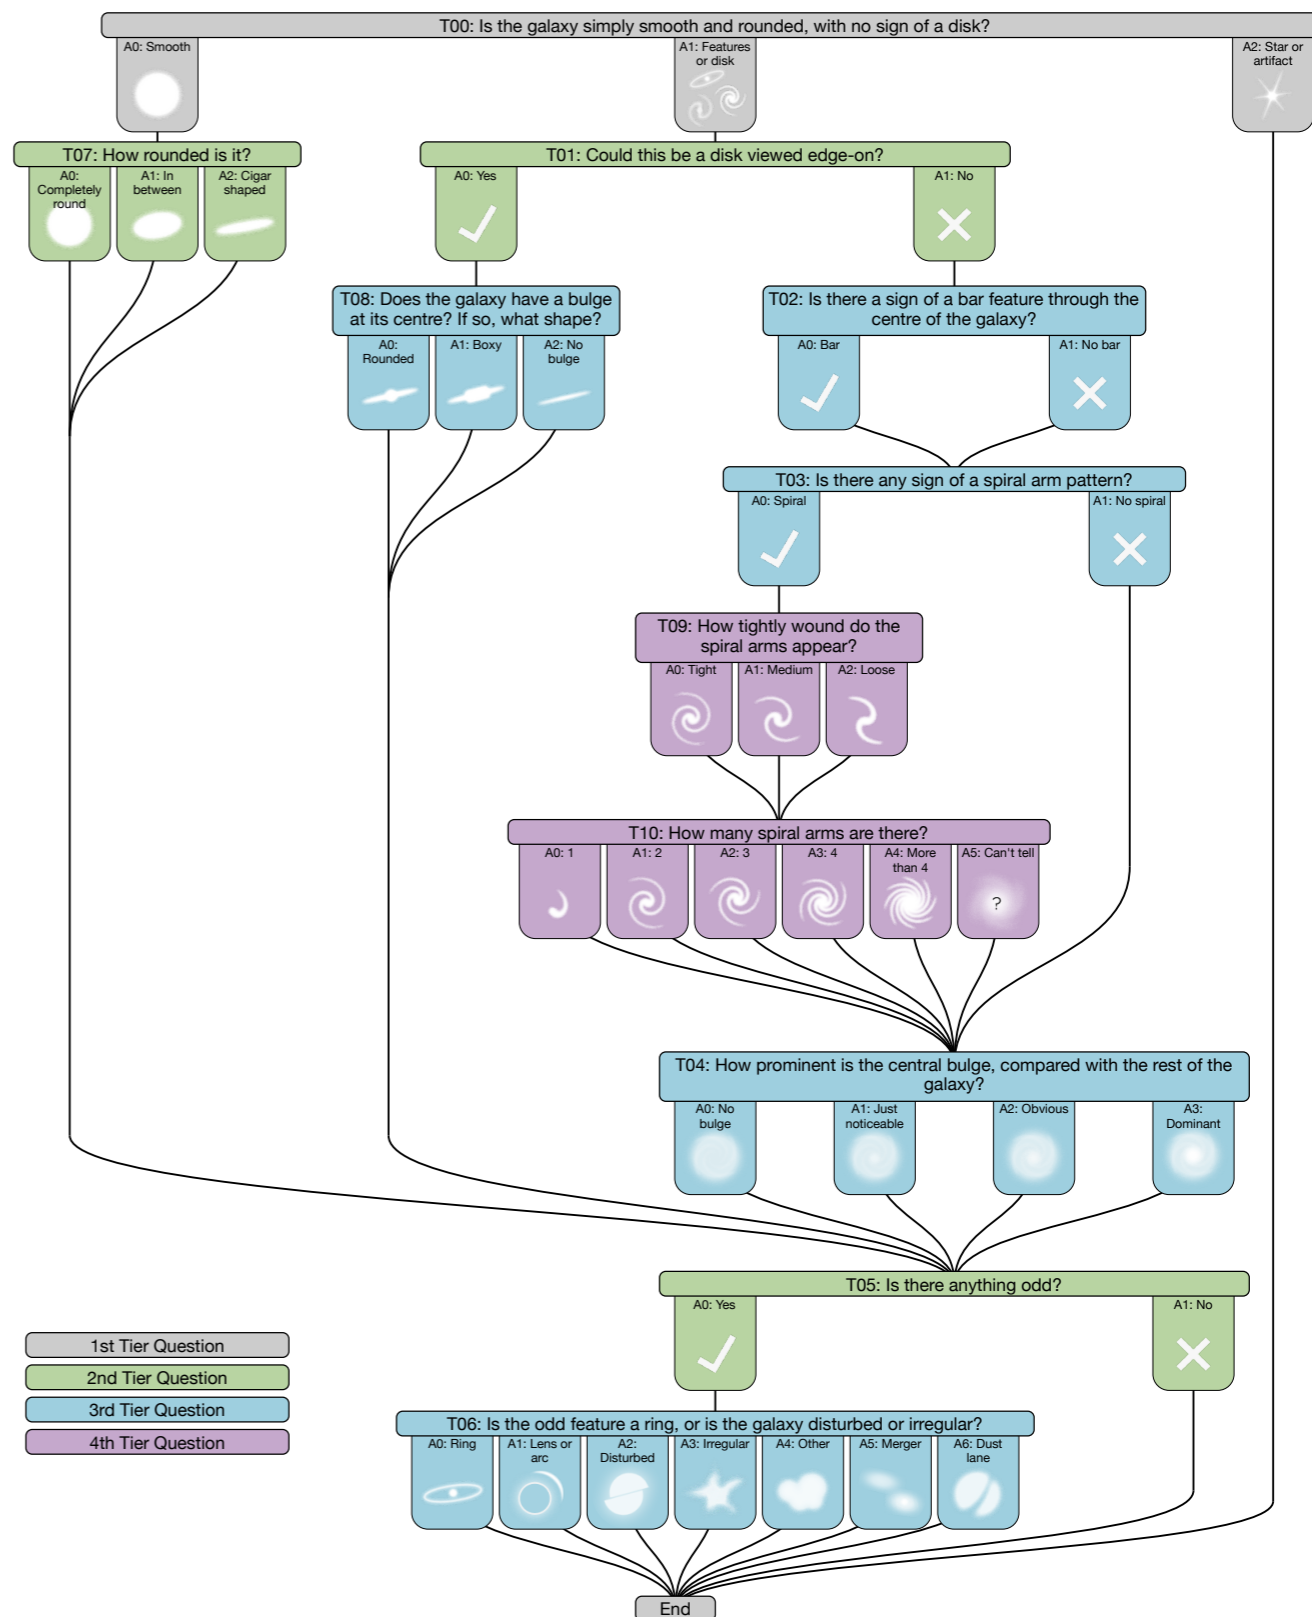 T00: Is the galaxy simply smooth and rounded, with no sign of a disk?
A0: Smooth
A1: Features
or disk
A2: Star or
artifact
T07: How rounded is it?
A0:
Completely
round
A1: In
between
A2: Cigar
shaped
T01: Could this be a disk viewed edge-on?
A0: Yes
A1: No
T08: Does the galaxy have a bulge
at its centre? If so, what shape?
A0:
Rounded
A1: Boxy
A2: No
bulge
T02: Is there a sign of a bar feature through the
centre of the galaxy?
A0: Bar
A1: No bar
T03: Is there any sign of a spiral arm pattern?
A0: Spiral
A1: No spiral
T09: How tightly wound do the
spiral arms appear?
A0: Tight
A1: Medium
A2: Loose
T10: How many spiral arms are there?
A0: 1
A1: 2
A2: 3
A3: 4
A4: More
than 4
A5: Can't tell
?
T04: How prominent is the central bulge, compared with the rest of the
galaxy?
A0: No
bulge
A1: Just
noticeable
A2: Obvious
A3:
Dominant
T05: Is there anything odd?
A0: Yes
A1: No
1st Tier Question
2nd Tier Question
3rd Tier Question
4th Tier Question
T06: Is the odd feature a ring, or is the galaxy disturbed or irregular?
A0: Ring
A1: Lens or
arc
A2:
Disturbed
A3: Irregular
A4: Other
A5: Merger
A6: Dust
lane
End